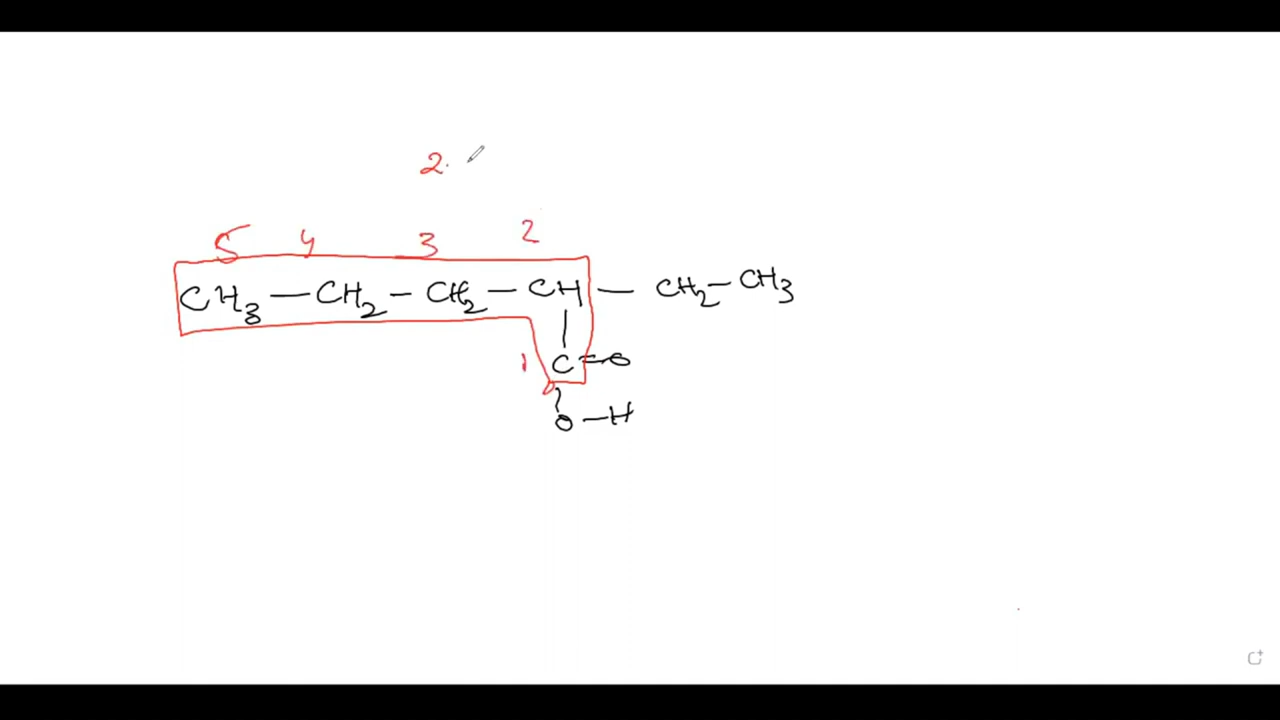 2.
5 4 3 2
CH3 — CH2 — CH2 — CH — CH2 — CH3
|
1 C=O
O — H